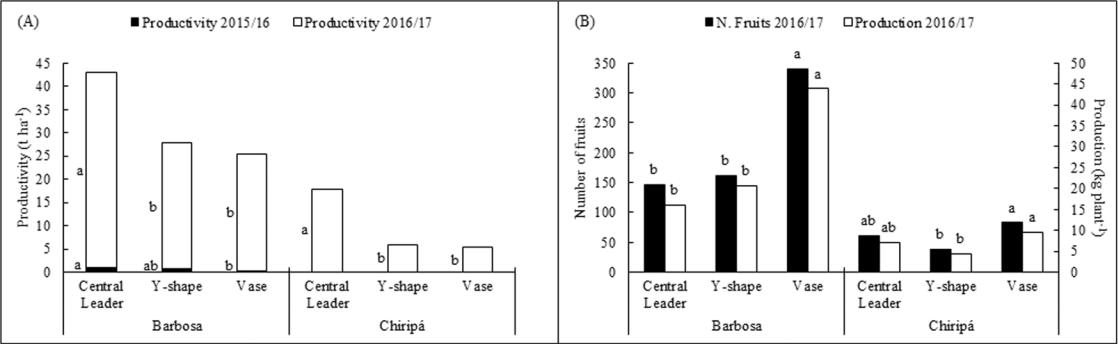 (A)
■ Productivity 2015/16 □ Productivity 2016/17
Productivity (t ha-1)
45
40
35
30
25
20
15
10
5
0
a
a
b
ab
b
b
a
b
b
Central Leader
Y-shape
Vase
Central Leader
Y-shape
Vase
Barbosa
Chiripá
(B)
■ N. Fruits 2016/17 □ Production 2016/17
Number of fruits
350
300
250
200
150
100
50
0
b
b
b
b
a
a
ab
ab
b
b
a
a
50
45
40
35
30
25
20
15
10
5
0
Production (kg plant-1)
Central Leader
Y-shape
Vase
Central Leader
Y-shape
Vase
Barbosa
Chiripá